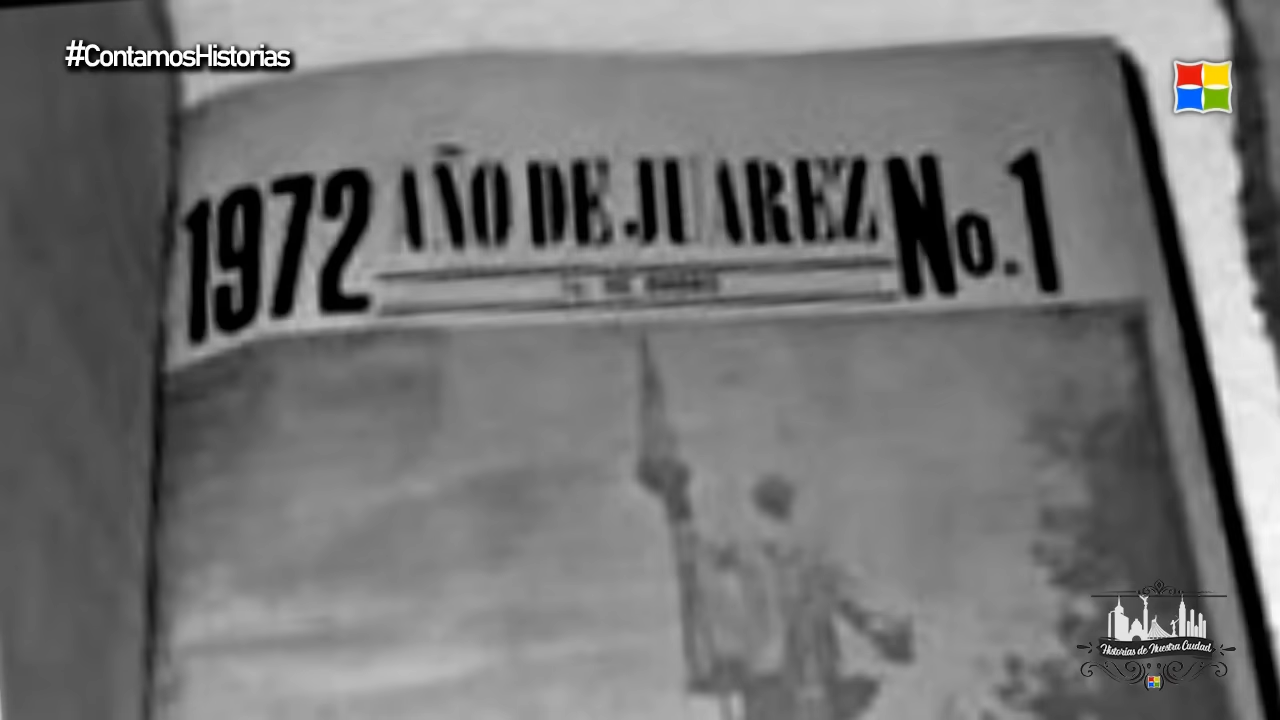 #ContamosHistorias
1972 AÑO DE JUAREZ No.1
Historias de Nuestra Ciudad